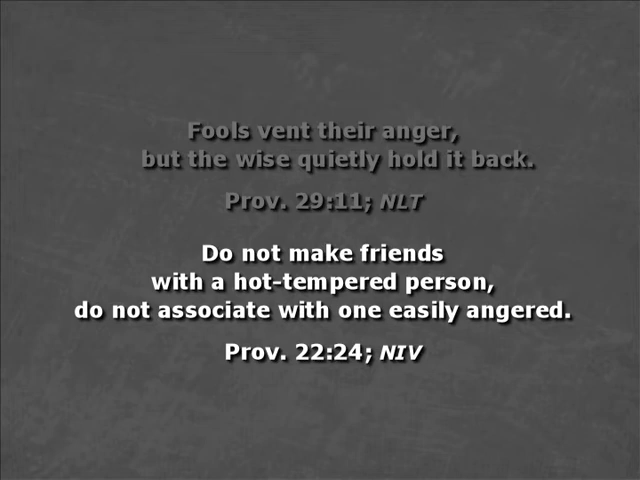 Fools vent their anger,
but the wise quietly hold it back.
Prov. 29:11; NLT
Do not make friends
with a hot-tempered person,
do not associate with one easily angered.
Prov. 22:24; NIV